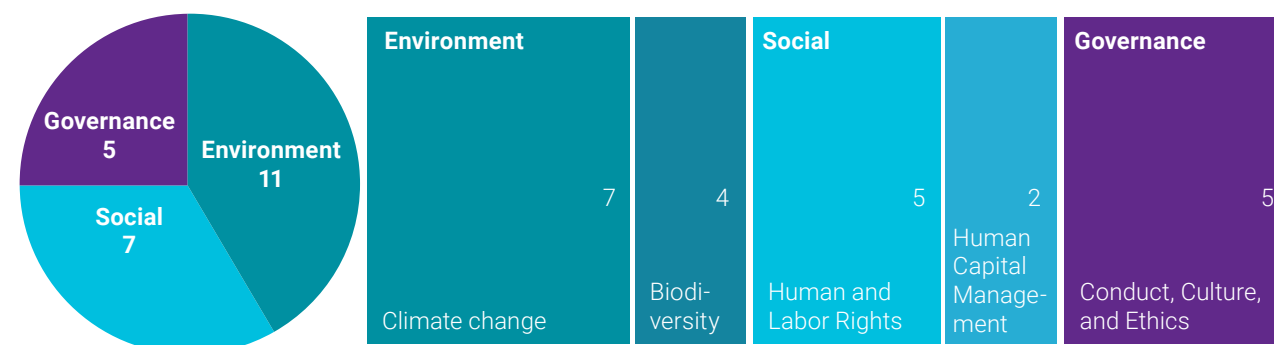 Governance
5
Environment
11
Social
7
Environment
7
Climate change
4
Biodi-
versity
Social
5
Human and
Labor Rights
2
Human
Capital
Manage-
ment
Governance
5
Conduct, Culture,
and Ethics